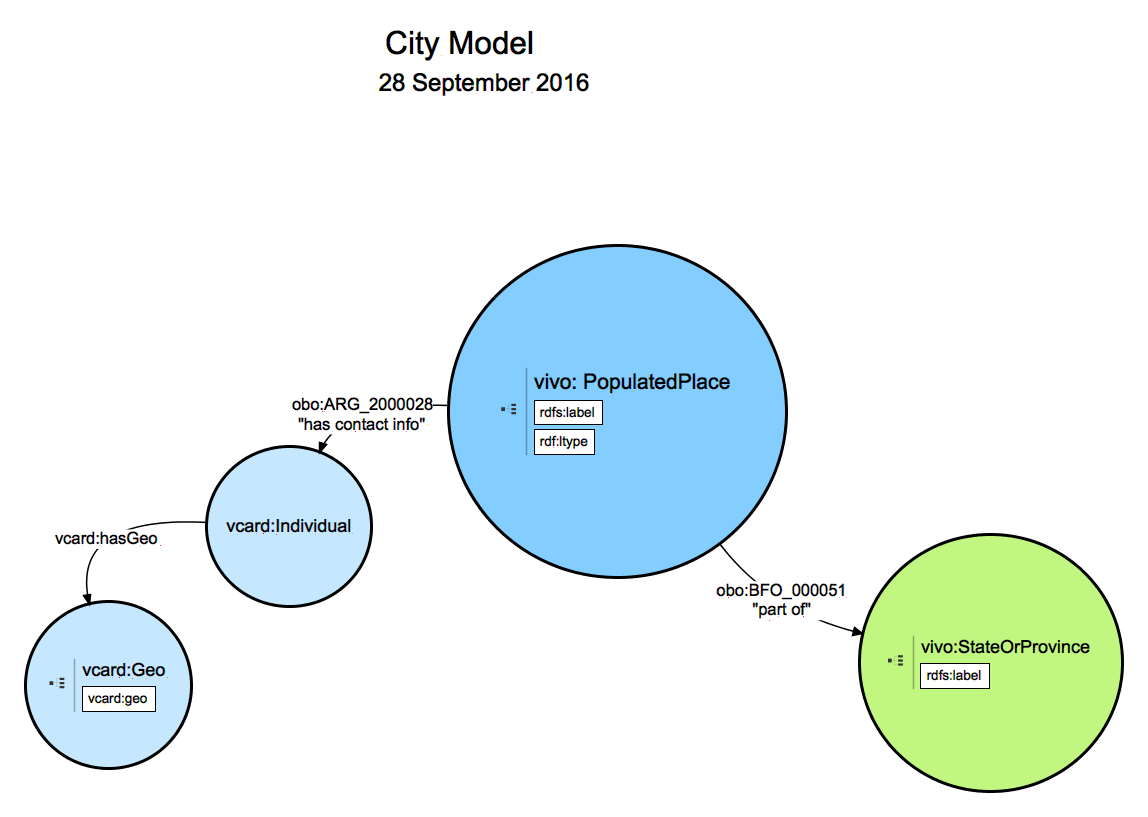 City Model
28 September 2016
vivo: PopulatedPlace
rdfs:label
rdf:ltype
obo:ARG_2000028
"has contact info"
vcard:Individual
vcard:hasGeo
vcard:Geo
vcard:geo
obo:BFO_000051
"part of"
vivo:StateOrProvince
rdfs:label